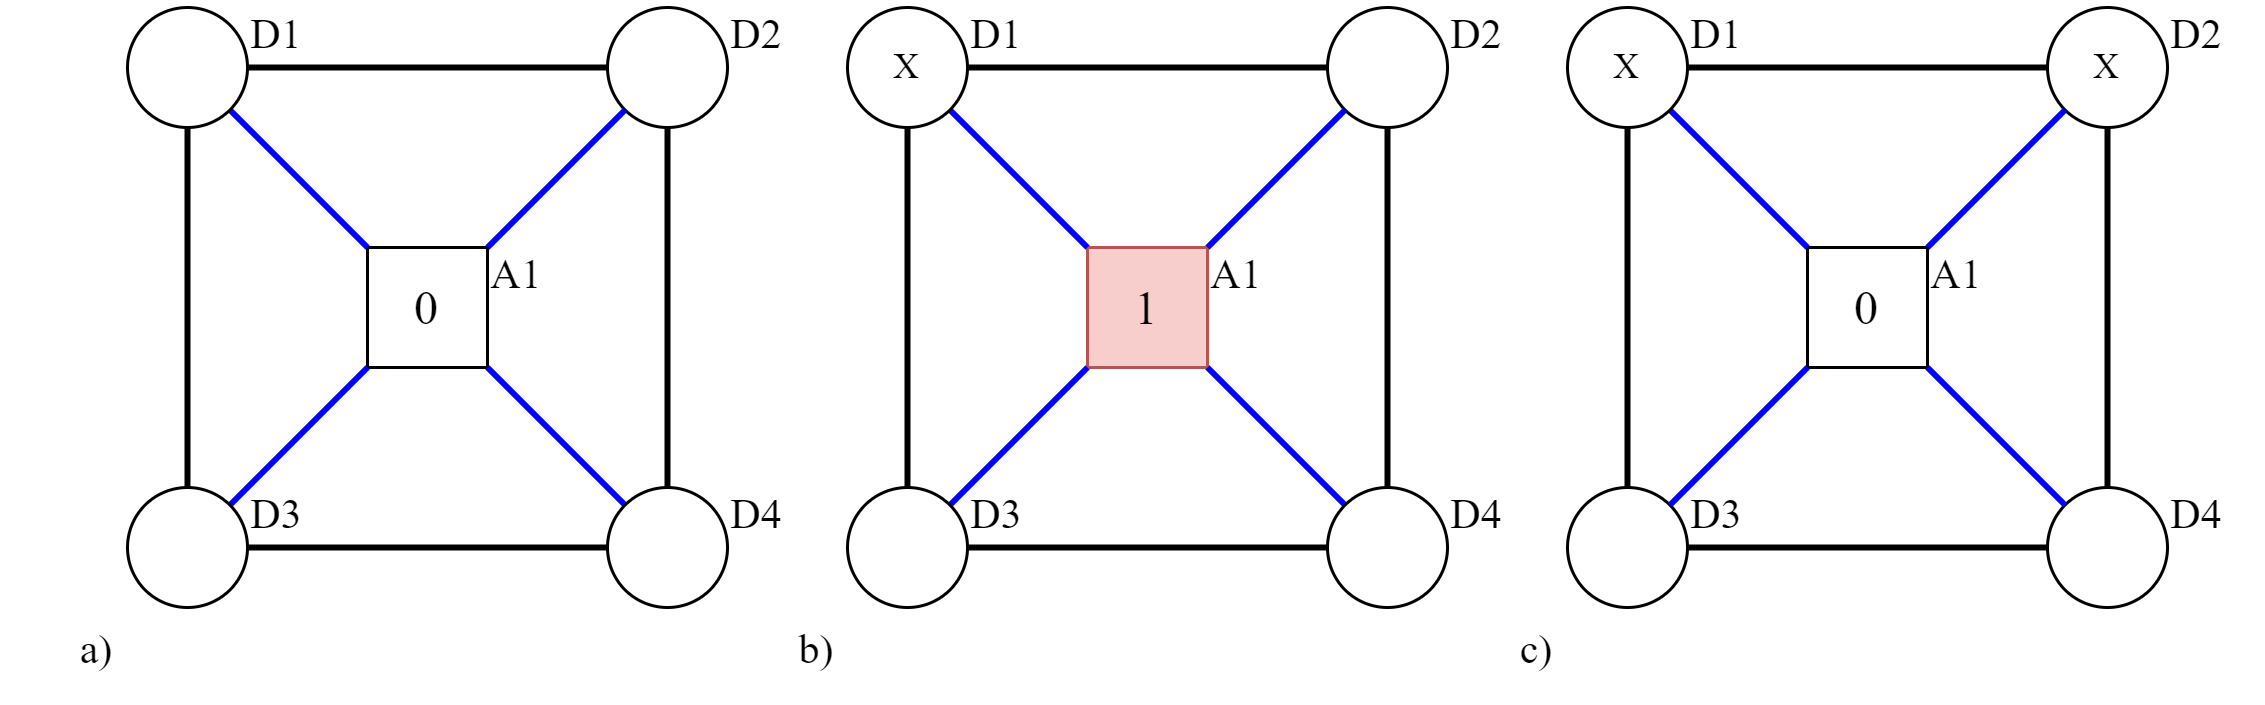 D1 D2 X D1 D2 X D1 X D2
0 A1 1 A1 0 A1
D3 D4 D3 D4 D3 D4
a) b) c)